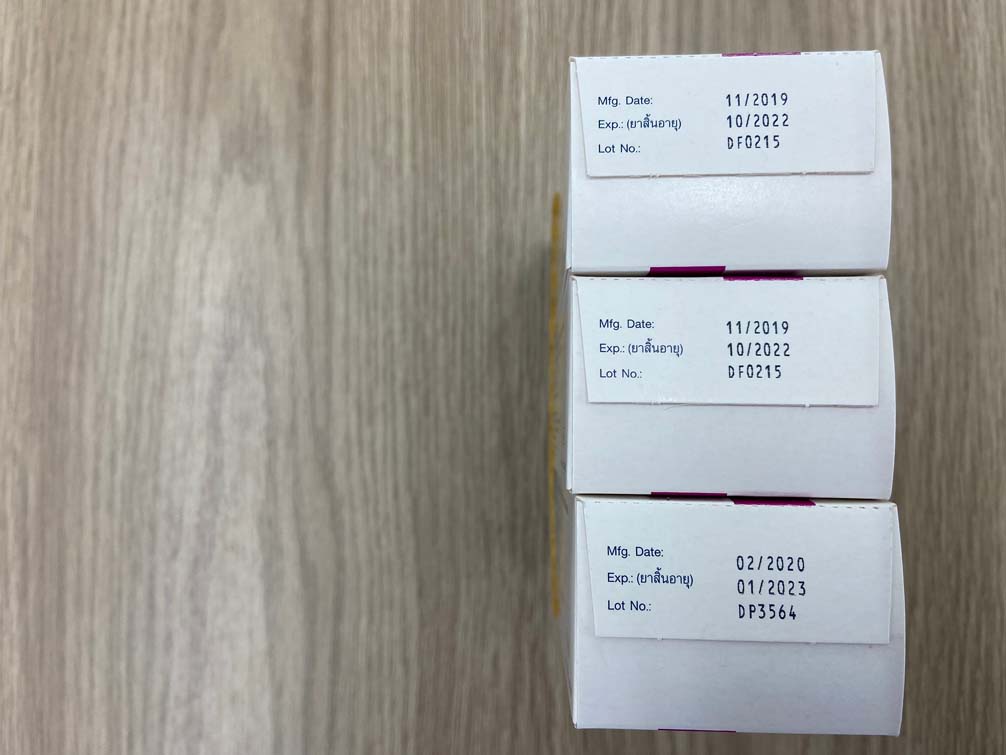 Mfg. Date: 11/2019
Exp.: (ยาสิ้นอายุ) 10/2022
Lot No.: DF0215
Mfg. Date: 11/2019
Exp.: (ยาสิ้นอายุ) 10/2022
Lot No.: DF0215
Mfg. Date: 02/2020
Exp.: (ยาสิ้นอายุ) 01/2023
Lot No.: DP3564